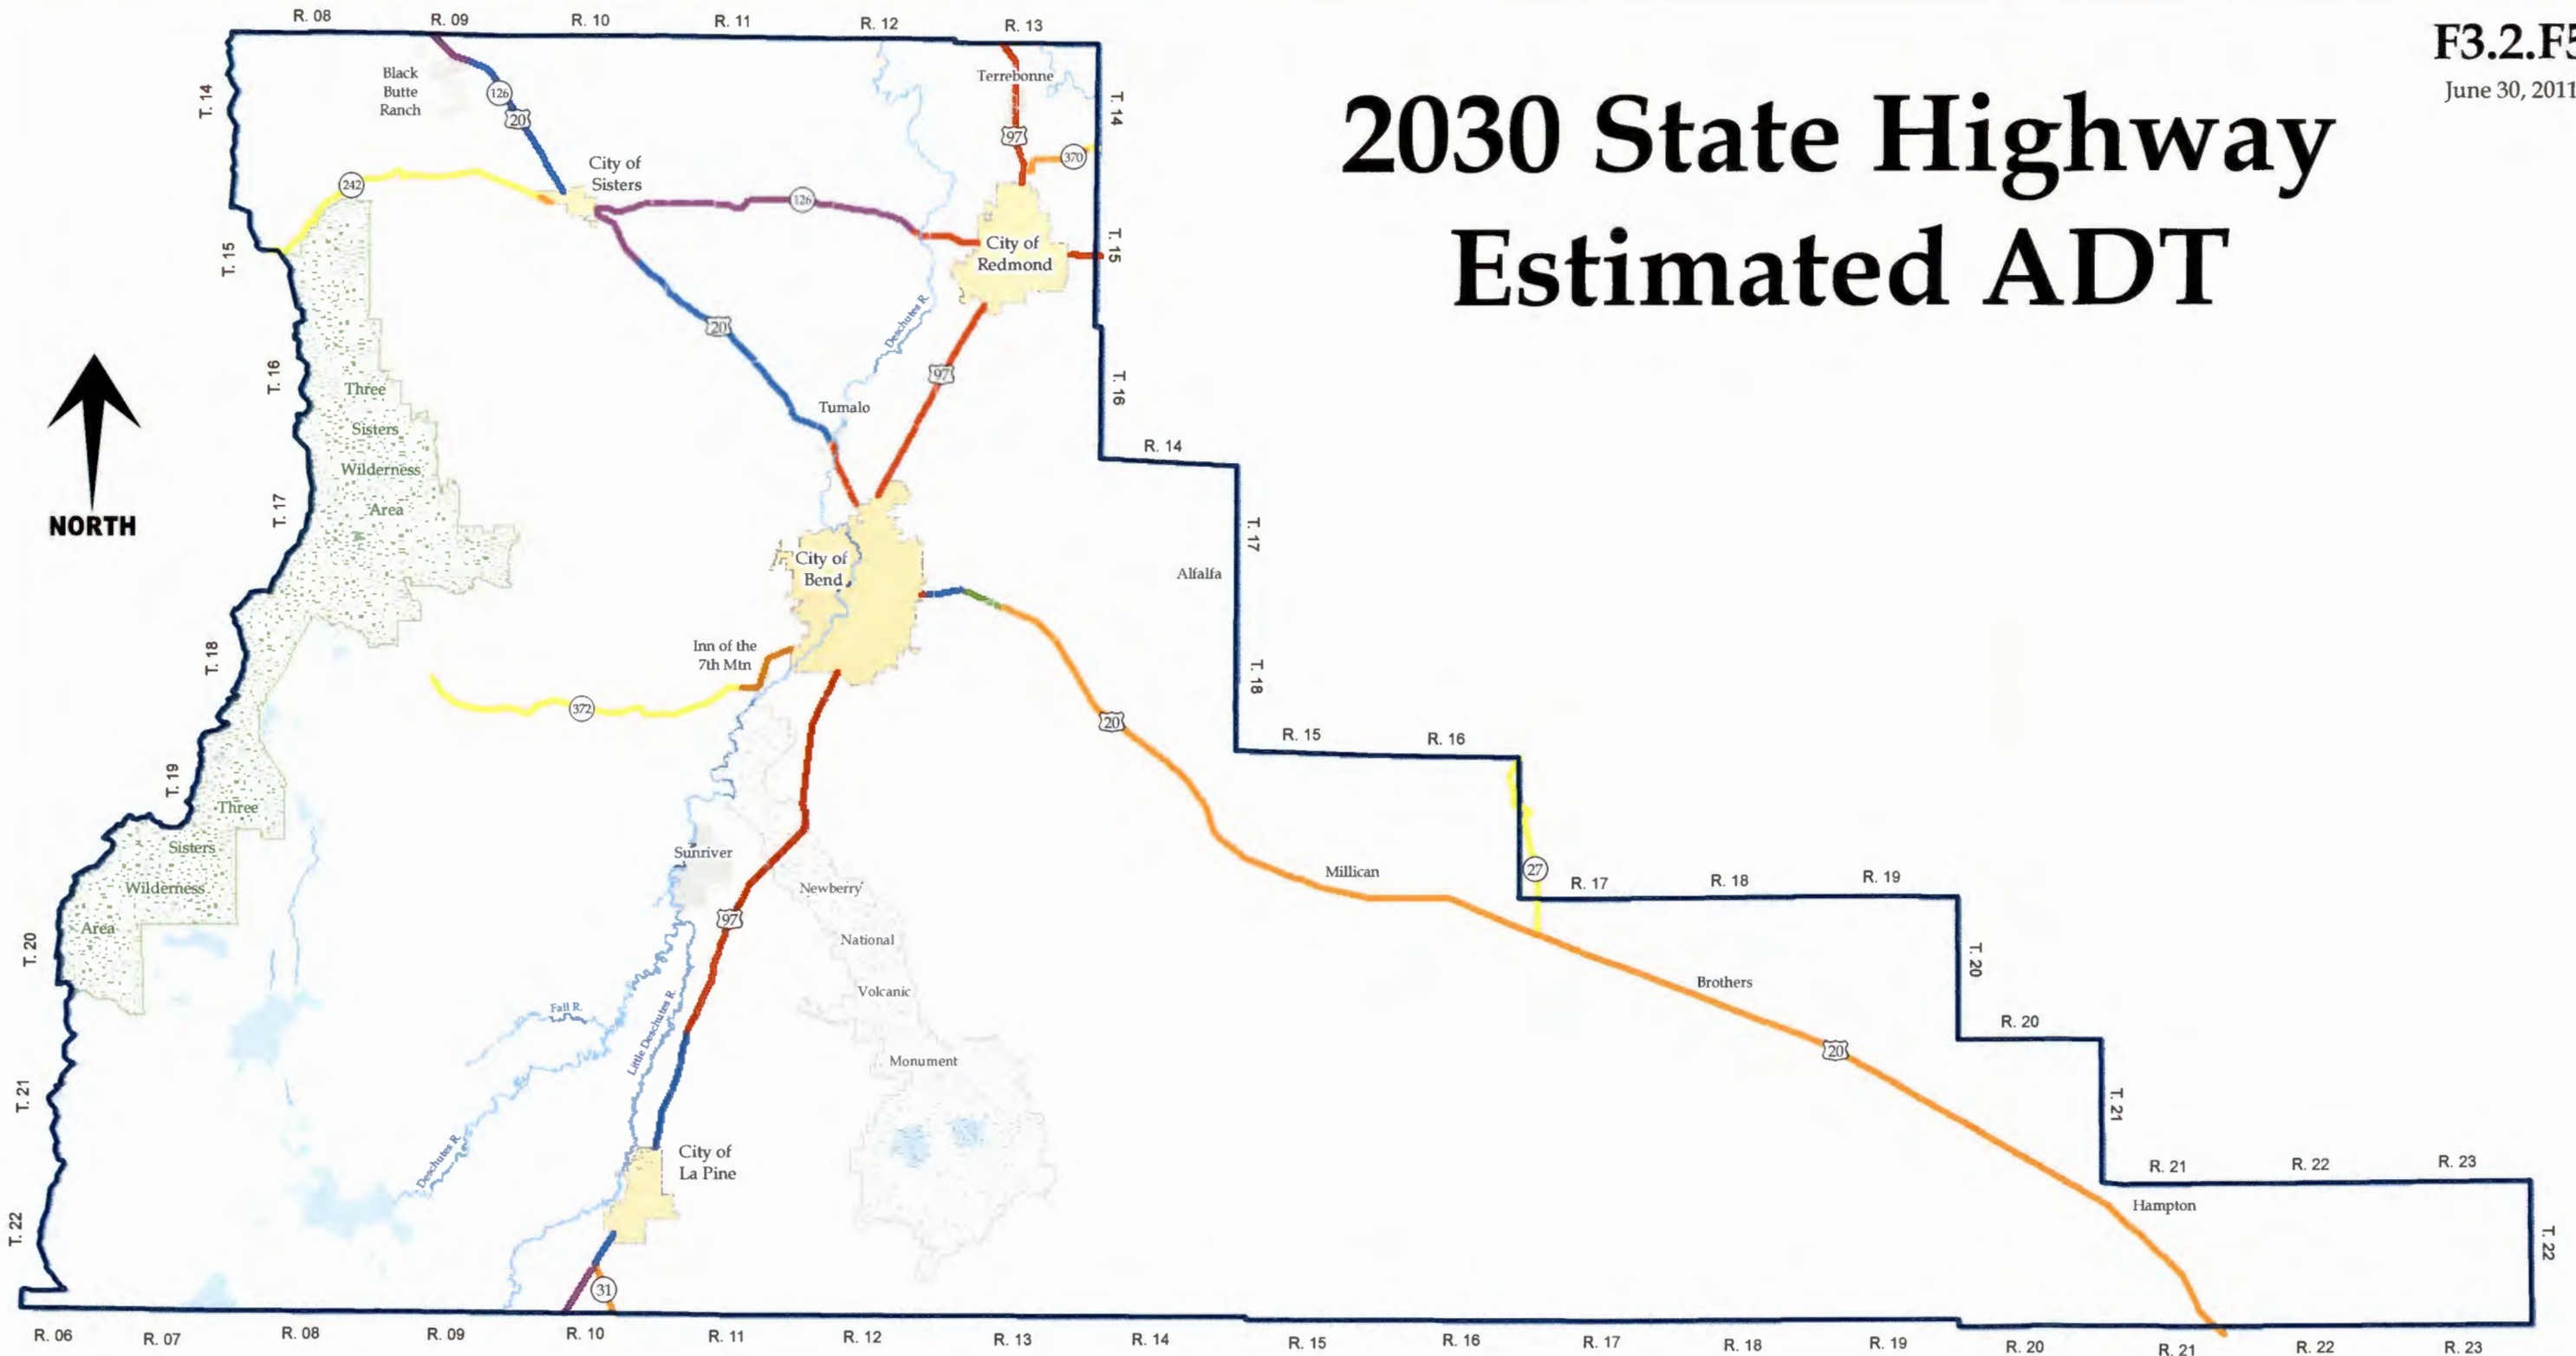 R. 08
R. 09
R. 10
R. 11
R. 12
R. 13
F3.2.F5
June 30, 2011
2030 State Highway
Estimated ADT
T. 14
Black
Butte
Ranch
126
20
Terrebonne
97
370
T. 14
City of
Sisters
242
126
City of
Redmond
T. 15
T. 15
20
Deschutes R.
97
T. 16
T. 16
Three
Sisters
Wilderness
Area
Tumalo
R. 14
NORTH
T. 17
T. 17
City of
Bend
Alfalfa
Inn of the
7th Mtn
T. 18
T. 18
372
20
R. 15
R. 16
T. 19
Three
Sisters
Wilderness
Area
Sunriver
Newberry
National
Volcanic
Monument
Millican
27
R. 17
R. 18
R. 19
97
T. 20
T. 20
Brothers
Fall R.
Little Deschutes R.
20
R. 20
T. 21
T. 21
Deschutes R.
City of
La Pine
R. 21
R. 22
R. 23
Hampton
T. 22
T. 22
31
R. 06
R. 07
R. 08
R. 09
R. 10
R. 11
R. 12
R. 13
R. 14
R. 15
R. 16
R. 17
R. 18
R. 19
R. 20
R. 21
R. 22
R. 23